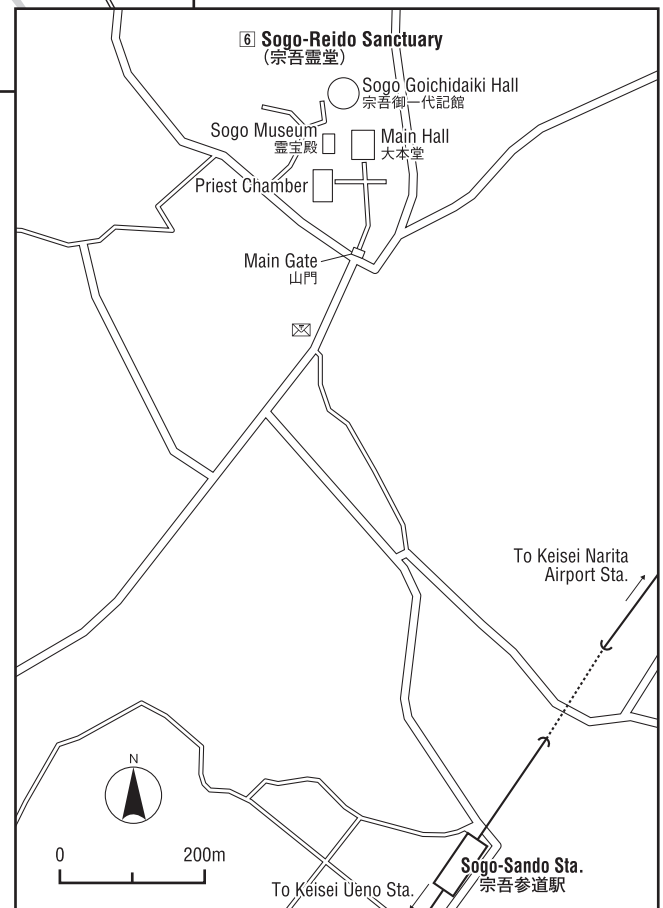 6 Sogo-Reido Sanctuary
（宗吾霊堂）
Sogo Goichidaiki Hall
宗吾御一代記館
Sogo Museum
霊宝殿
Main Hall
大本堂
Priest Chamber
Main Gate
山門
To Keisei Narita
Airport Sta.
N
0 200m
Sogo-Sando Sta.
宗吾参道駅
To Keisei Ueno Sta.